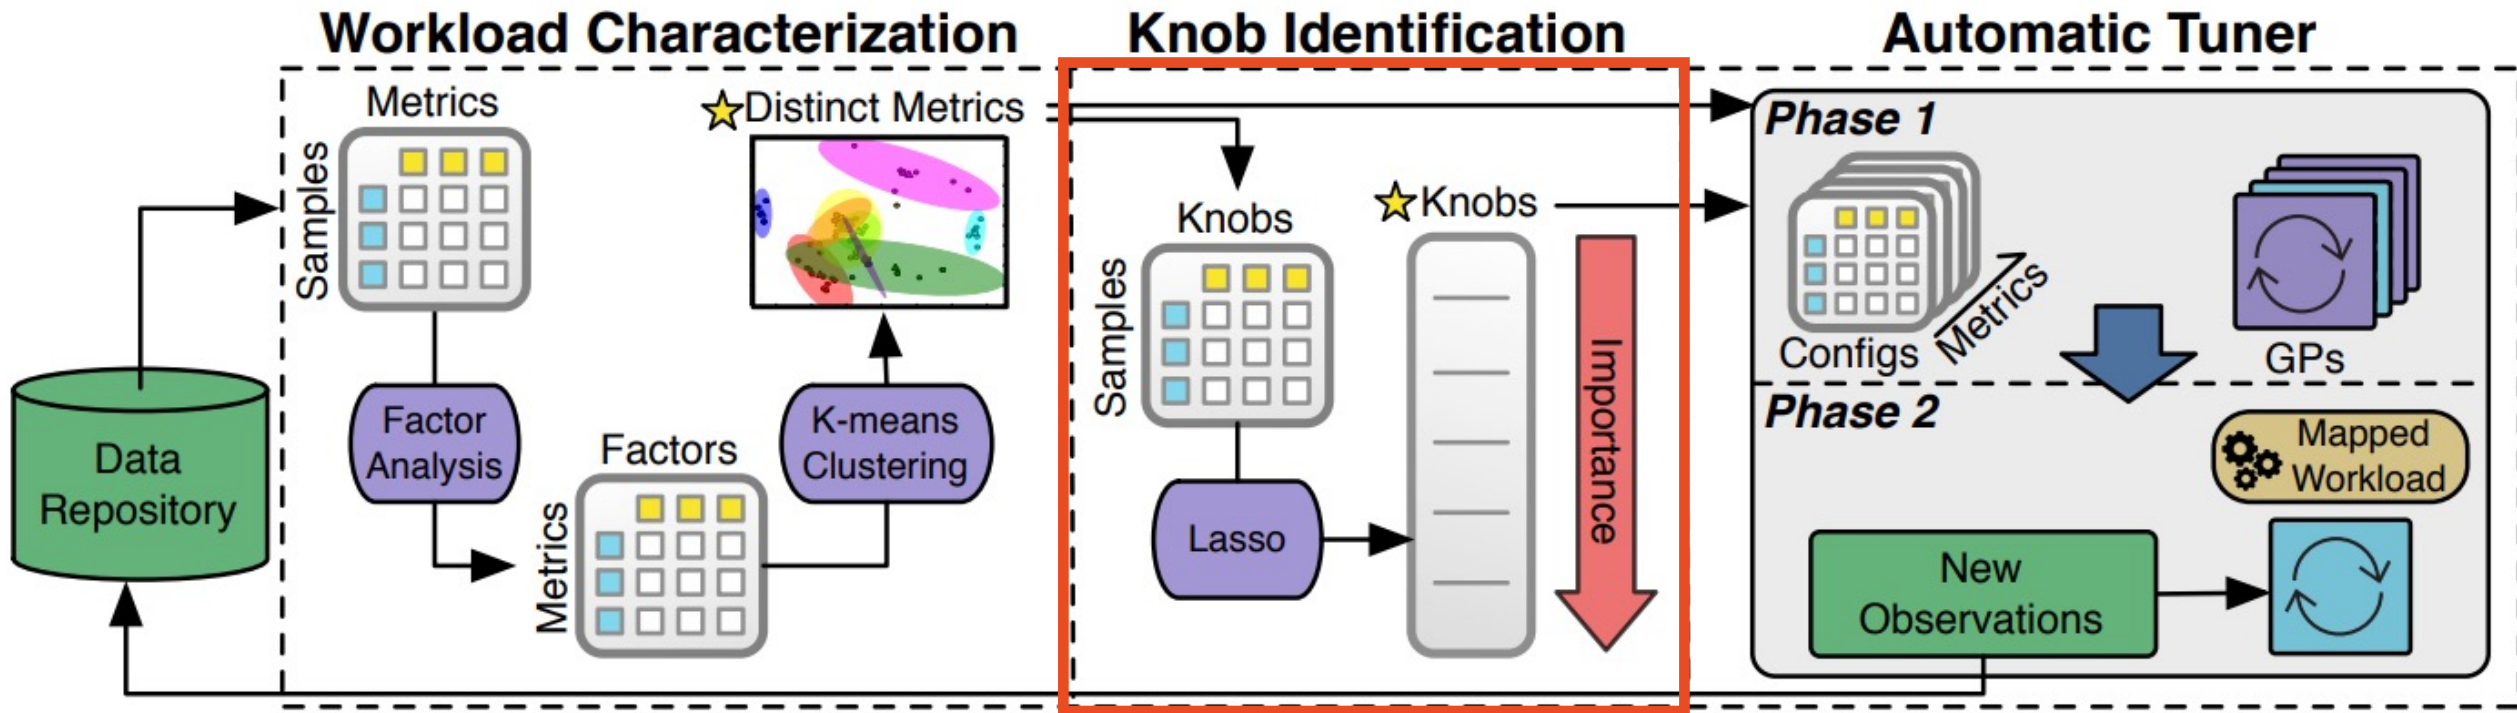 Workload Characterization
Knob Identification
Automatic Tuner
Metrics
Samples
Distinct Metrics
Factor
Analysis
Factors
Metrics
K-means
Clustering
Data
Repository
Knobs
Samples
Lasso
Knobs
Importance
Phase 1
Configs
Metrics
GPs
Phase 2
Mapped
Workload
New
Observations